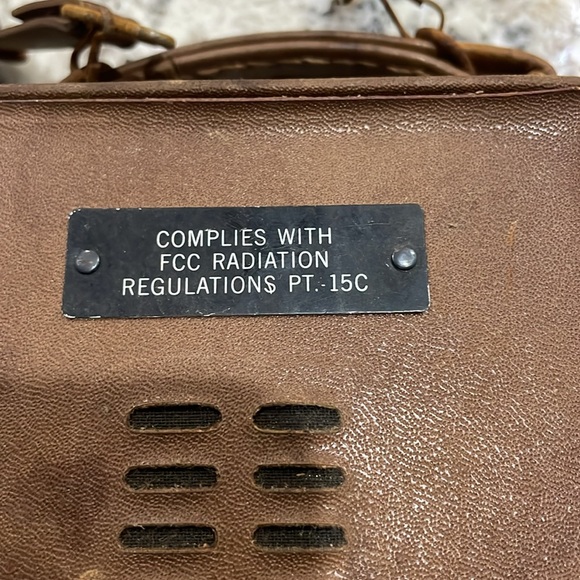 COMPLIES WITH
FCC RADIATION
REGULATIONS PT.-15C